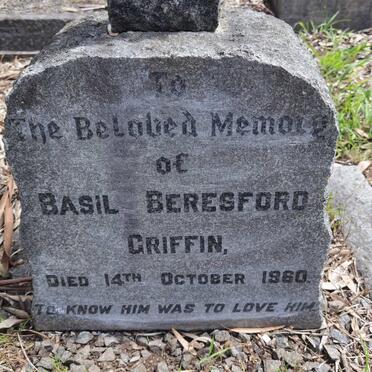 To
The Beloved Memory
of
BASIL BERESFORD
GRIFFIN,
DIED 14TH OCTOBER 1960.
TO KNOW HIM WAS TO LOVE HIM